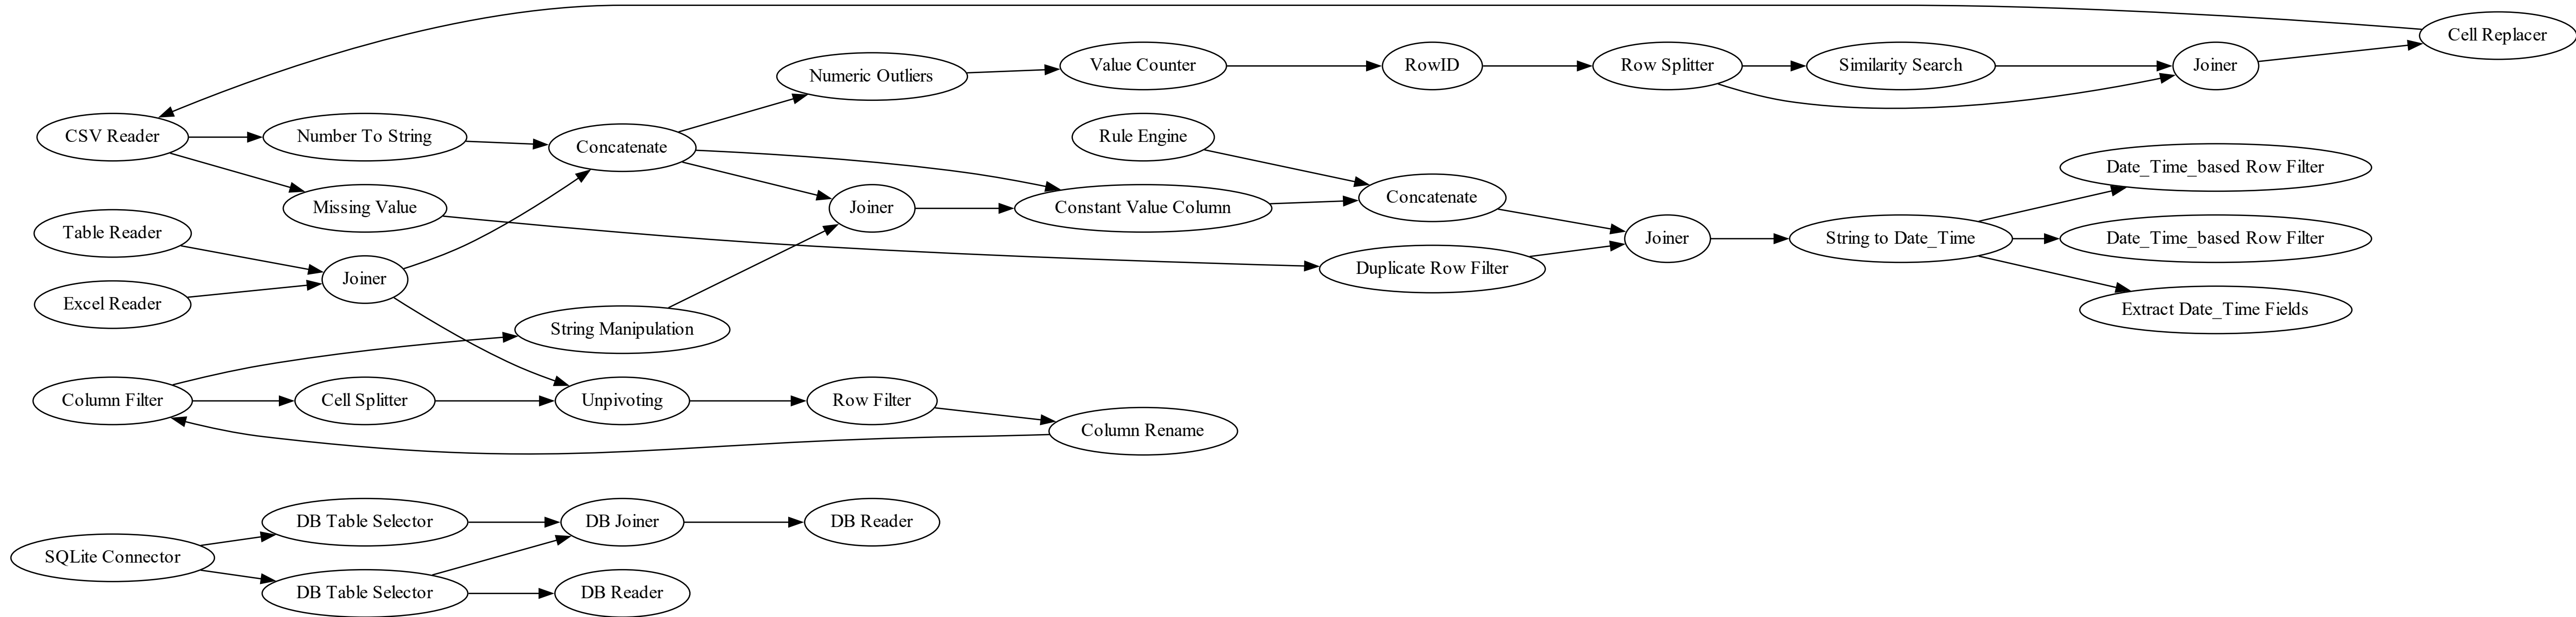 Cell Replacer
Numeric Outliers
Value Counter
RowID
Row Splitter
Similarity Search
Joiner
CSV Reader
Number To String
Concatenate
Rule Engine
Date_Time_based Row Filter
Missing Value
Joiner
Constant Value Column
Concatenate
Table Reader
Joiner
String to Date_Time
Date_Time_based Row Filter
Duplicate Row Filter
Joiner
Excel Reader
Extract Date_Time Fields
String Manipulation
Column Filter
Cell Splitter
Unpivoting
Row Filter
Column Rename
DB Table Selector
DB Joiner
DB Reader
SQLite Connector
DB Table Selector
DB Reader